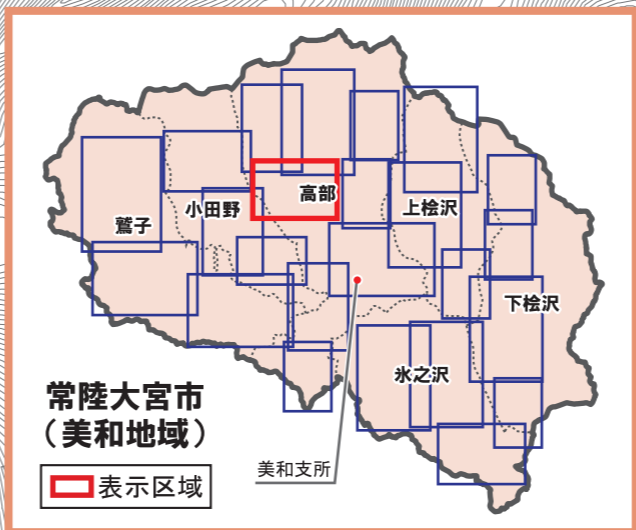 高部
小田野
上桧沢
鷲子
下桧沢
氷之沢
常陸大宮市
（美和地域）
美和支所
表示区域